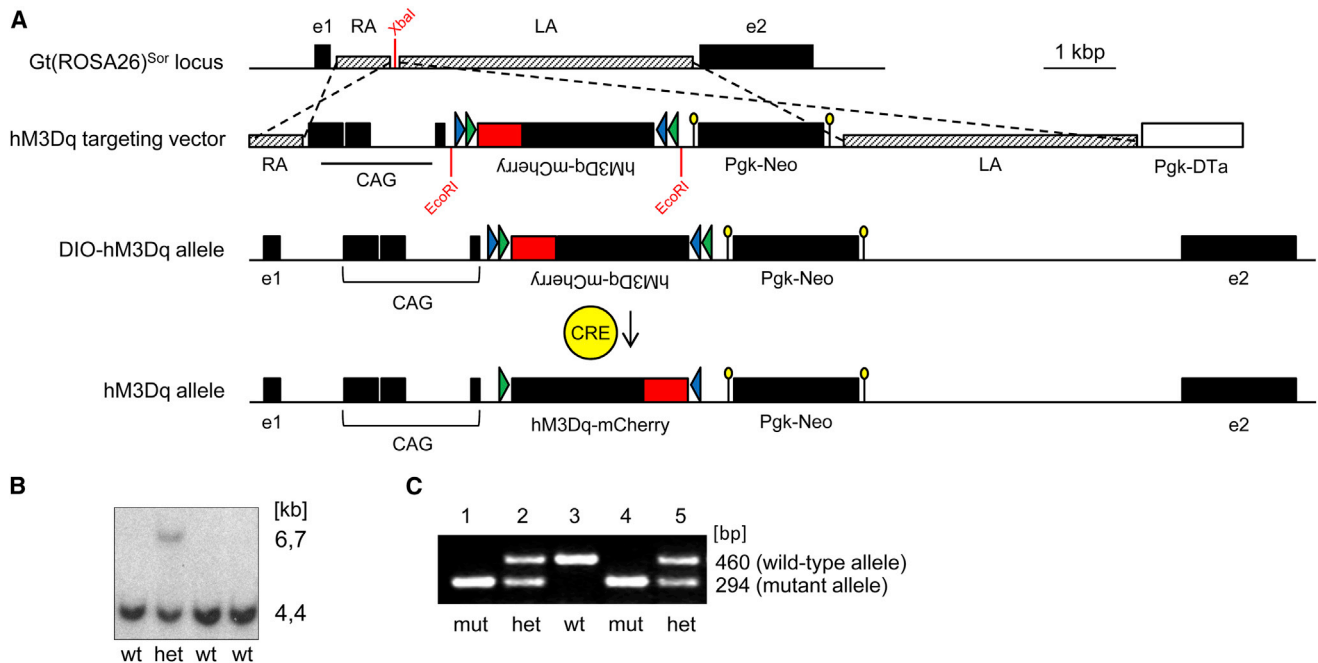 A
e1 RA XbaI LA e2
Gt(ROSA26)Sor locus 1 kbp
hM3Dq targeting vector
RA CAG EcoRI hM3Dq-mCherry EcoRI Pgk-Neo LA Pgk-DTa
DIO-hM3Dq allele
e1 CAG hM3Dq-mCherry Pgk-Neo e2
CRE
hM3Dq allele
e1 CAG hM3Dq-mCherry Pgk-Neo e2
B
[kb]
6,7
4,4
wt het wt wt
C
1 2 3 4 5
[bp]
460 (wild-type allele)
294 (mutant allele)
mut het wt mut het